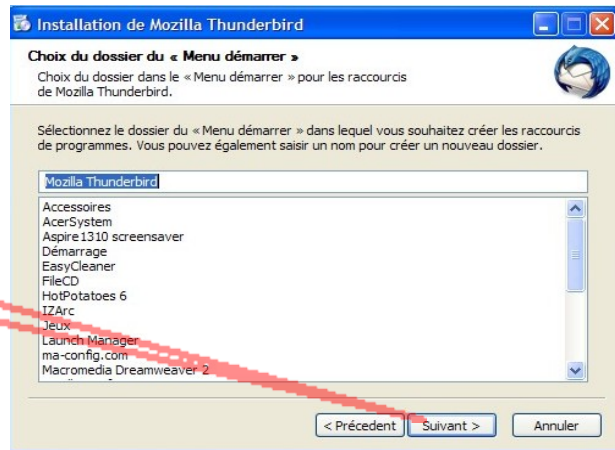 Installation de Mozilla Thunderbird
Choix du dossier du « Menu démarrer »
Choix du dossier dans le « Menu démarrer » pour les raccourcis
de Mozilla Thunderbird.
Sélectionnez le dossier du « Menu démarrer » dans lequel vous souhaitez créer les raccourcis
de programmes. Vous pouvez également saisir un nom pour créer un nouveau dossier.
Mozilla Thunderbird
Accessoires
AcerSystem
Aspire1310 screensaver
Démarrage
EasyCleaner
FileCD
HotPotatoes 6
IZArc
Jeux
Launch Manager
ma-config.com
Macromedia Dreamweaver 2
< Précedent Suivant > Annuler